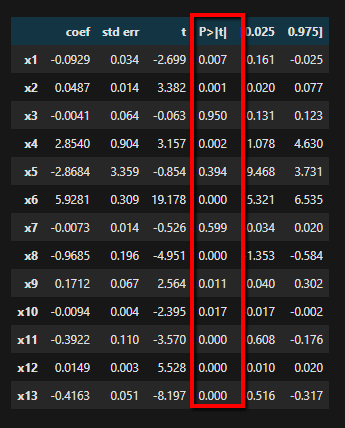 coef std err t P>|t| 0.025 0.975]
x1 -0.0929 0.034 -2.699 0.007 0.161 -0.025
x2 0.0487 0.014 3.382 0.001 0.020 0.077
x3 -0.0041 0.064 -0.063 0.950 0.131 0.123
x4 2.8540 0.904 3.157 0.002 1.078 4.630
x5 -2.8684 3.359 -0.854 0.394 9.468 3.731
x6 5.9281 0.309 19.178 0.000 5.321 6.535
x7 -0.0073 0.014 -0.526 0.599 0.034 0.020
x8 -0.9685 0.196 -4.951 0.000 1.353 -0.584
x9 0.1712 0.067 2.564 0.011 0.040 0.302
x10 -0.0094 0.004 -2.395 0.017 0.017 -0.002
x11 -0.3922 0.110 -3.570 0.000 0.608 -0.176
x12 0.0149 0.003 5.528 0.000 0.010 0.020
x13 -0.4163 0.051 -8.197 0.000 0.516 -0.317